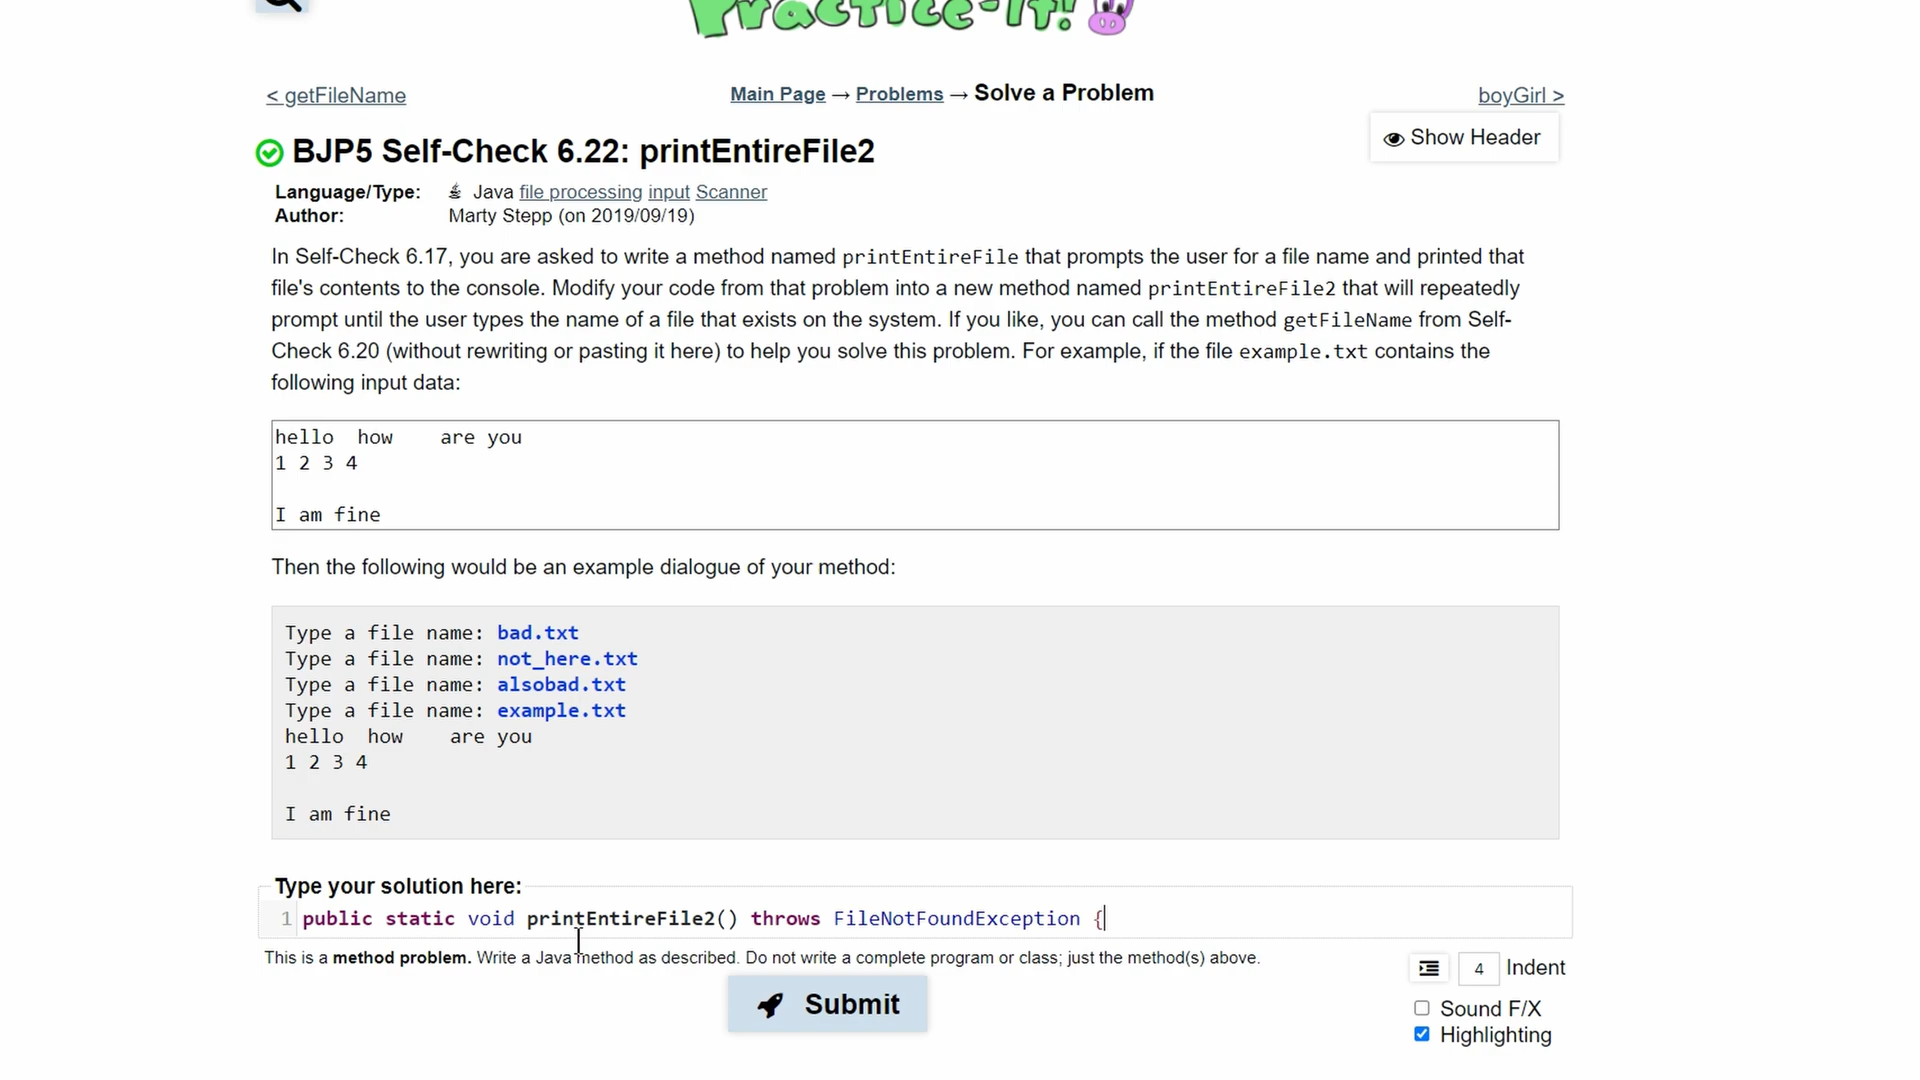 Practice-It!
< getFileName
Main Page → Problems → Solve a Problem
boyGirl >
Show Header
BJP5 Self-Check 6.22: printEntireFile2
Language/Type: Java file processing input Scanner
Author: Marty Stepp (on 2019/09/19)
In Self-Check 6.17, you are asked to write a method named printEntireFile that prompts the user for a file name and printed that
file's contents to the console. Modify your code from that problem into a new method named printEntireFile2 that will repeatedly
prompt until the user types the name of a file that exists on the system. If you like, you can call the method getFileName from Self-
Check 6.20 (without rewriting or pasting it here) to help you solve this problem. For example, if the file example.txt contains the
following input data:
hello  how    are you
1 2 3 4
I am fine
Then the following would be an example dialogue of your method:
Type a file name: bad.txt
Type a file name: not_here.txt
Type a file name: alsobad.txt
Type a file name: example.txt
hello  how    are you
1 2 3 4
I am fine
Type your solution here:
1 public static void printEntireFile2() throws FileNotFoundException {
This is a method problem. Write a Java method as described. Do not write a complete program or class; just the method(s) above.
4 Indent
Submit
Sound F/X
Highlighting